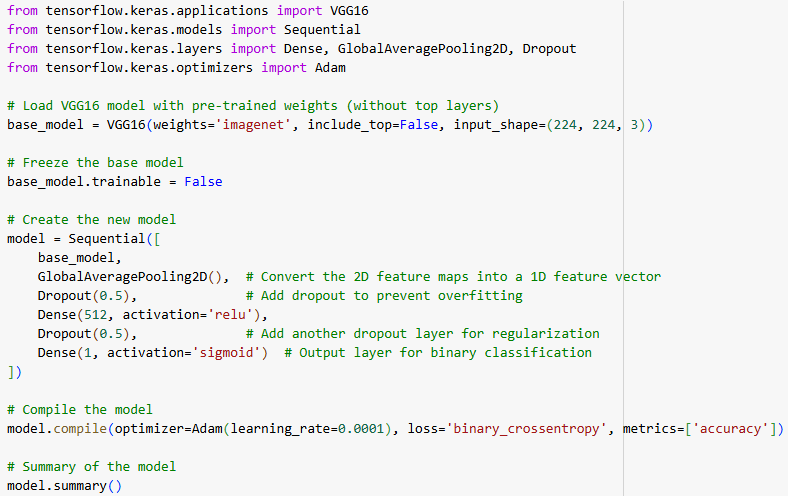 from tensorflow.keras.applications import VGG16
from tensorflow.keras.models import Sequential
from tensorflow.keras.layers import Dense, GlobalAveragePooling2D, Dropout
from tensorflow.keras.optimizers import Adam

# Load VGG16 model with pre-trained weights (without top layers)
base_model = VGG16(weights='imagenet', include_top=False, input_shape=(224, 224, 3))

# Freeze the base model
base_model.trainable = False

# Create the new model
model = Sequential([
    base_model,
    GlobalAveragePooling2D(),  # Convert the 2D feature maps into a 1D feature vector
    Dropout(0.5),              # Add dropout to prevent overfitting
    Dense(512, activation='relu'),
    Dropout(0.5),              # Add another dropout layer for regularization
    Dense(1, activation='sigmoid')  # Output layer for binary classification
])

# Compile the model
model.compile(optimizer=Adam(learning_rate=0.0001), loss='binary_crossentropy', metrics=['accuracy'])

# Summary of the model
model.summary()